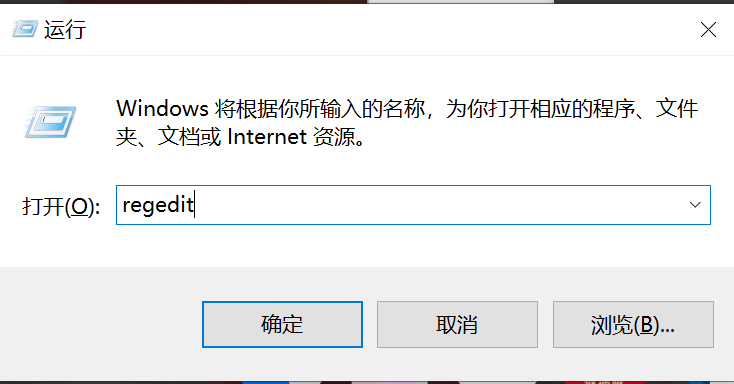 运行
Windows 将根据你所输入的名称，为你打开相应的程序、文件
夹、文档或 Internet 资源。
打开(O): regedit
确定 取消 浏览(B)...